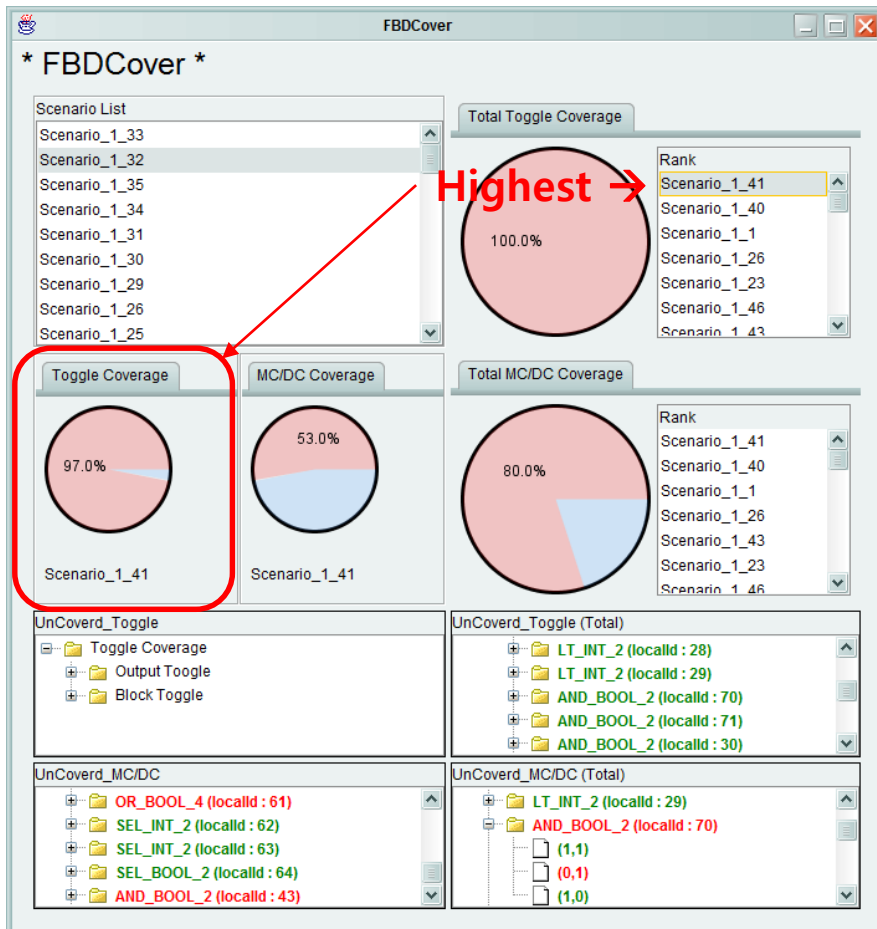 FBDCover
* FBDCover *
Scenario List
Scenario_1_33
Scenario_1_32
Scenario_1_35
Scenario_1_34
Scenario_1_31
Scenario_1_30
Scenario_1_29
Scenario_1_26
Scenario_1_25
Total Toggle Coverage
Highest →
100.0%
Rank
Scenario_1_41
Scenario_1_40
Scenario_1_1
Scenario_1_26
Scenario_1_23
Scenario_1_46
Scenario_1_43
Toggle Coverage
97.0%
Scenario_1_41
MC/DC Coverage
53.0%
Scenario_1_41
Total MC/DC Coverage
80.0%
Rank
Scenario_1_41
Scenario_1_40
Scenario_1_1
Scenario_1_26
Scenario_1_43
Scenario_1_23
Scenario_1_46
UnCoverd_Toggle
Toggle Coverage
Output Toogle
Block Toggle
UnCoverd_Toggle (Total)
LT_INT_2 (localId : 28)
LT_INT_2 (localId : 29)
AND_BOOL_2 (localId : 70)
AND_BOOL_2 (localId : 71)
AND_BOOL_2 (localId : 30)
UnCoverd_MC/DC
OR_BOOL_4 (localId : 61)
SEL_INT_2 (localId : 62)
SEL_INT_2 (localId : 63)
SEL_BOOL_2 (localId : 64)
AND_BOOL_2 (localId : 43)
UnCoverd_MC/DC (Total)
LT_INT_2 (localId : 29)
AND_BOOL_2 (localId : 70)
(1,1)
(0,1)
(1,0)